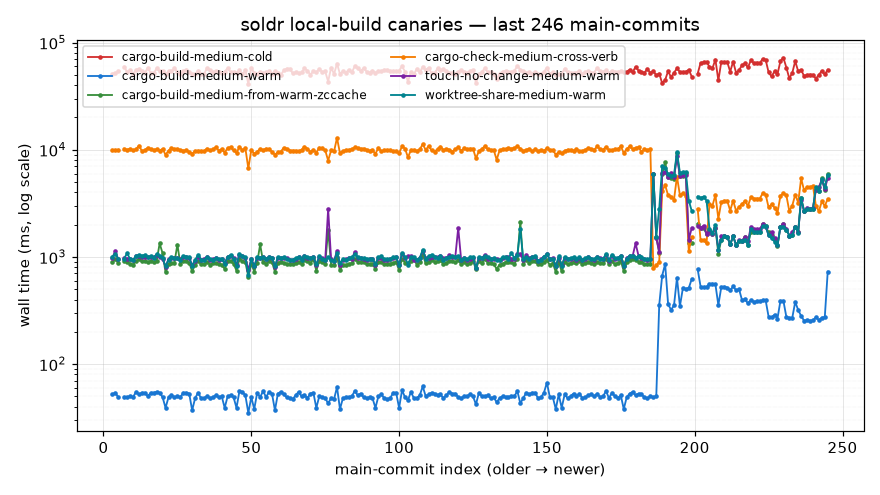 soldr local-build canaries — last 246 main-commits
cargo-build-medium-cold
cargo-build-medium-warm
cargo-build-medium-from-warm-zccache
cargo-check-medium-cross-verb
touch-no-change-medium-warm
worktree-share-medium-warm
wall time (ms, log scale)
10⁵
10⁴
10³
10²
0 50 100 150 200 250
main-commit index (older → newer)